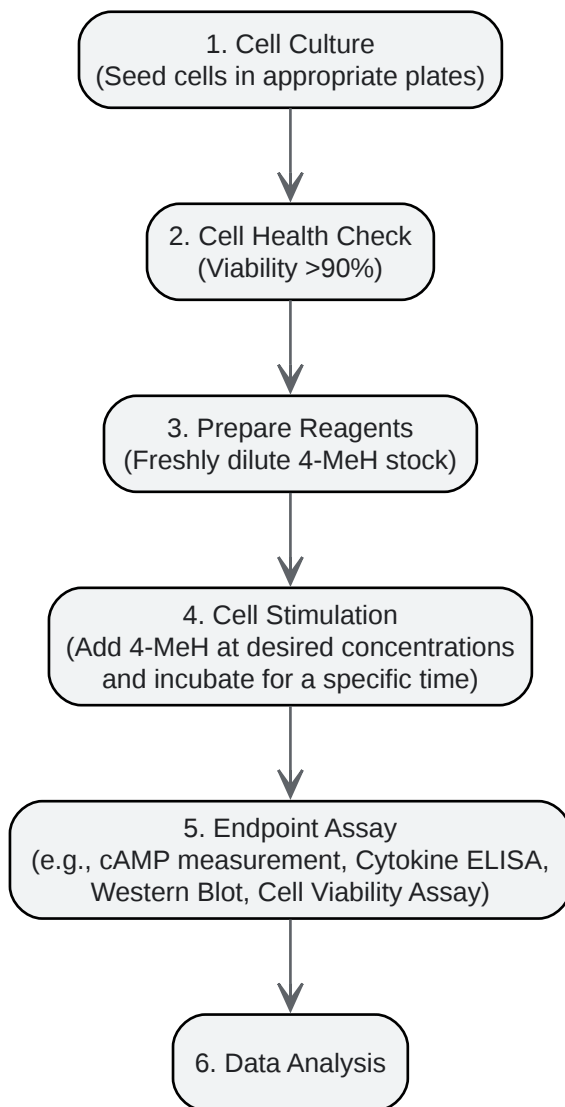 1. Cell Culture
(Seed cells in appropriate plates)
2. Cell Health Check
(Viability >90%)
3. Prepare Reagents
(Freshly dilute 4-MeH stock)
4. Cell Stimulation
(Add 4-MeH at desired concentrations
and incubate for a specific time)
5. Endpoint Assay
(e.g., cAMP measurement, Cytokine ELISA,
Western Blot, Cell Viability Assay)
6. Data Analysis